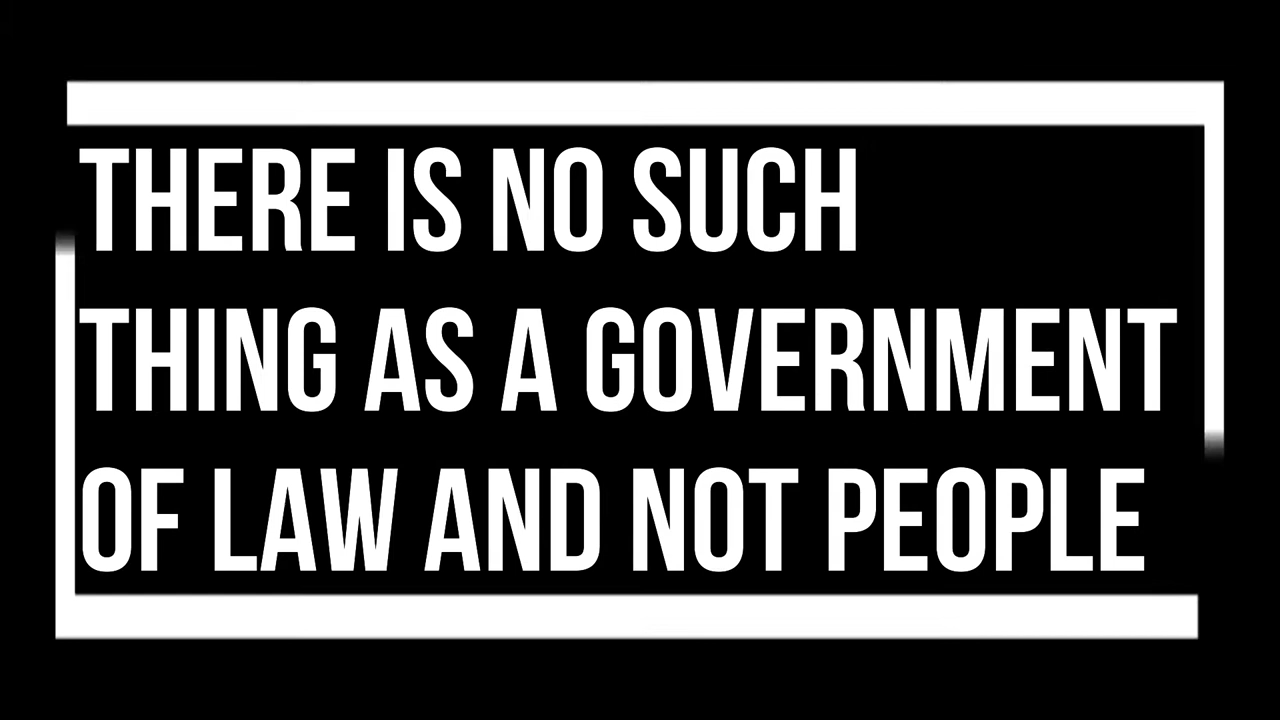 THERE IS NO SUCH
THING AS A GOVERNMENT
OF LAW AND NOT PEOPLE